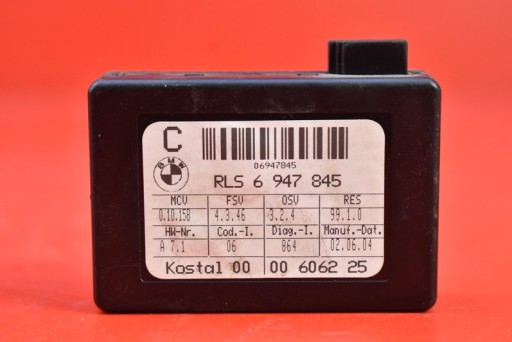 C
06947845
BMW
RLS 6 947 845
MCV FSV OSV RES
0.10.158 4.3.46 3.2.4 99.1.0
HW-Nr. Cod.-I. Diag.-I. Manuf.-Dat.
A 7.1 06 864 02.06.04
Kostal 00 00 6062 25